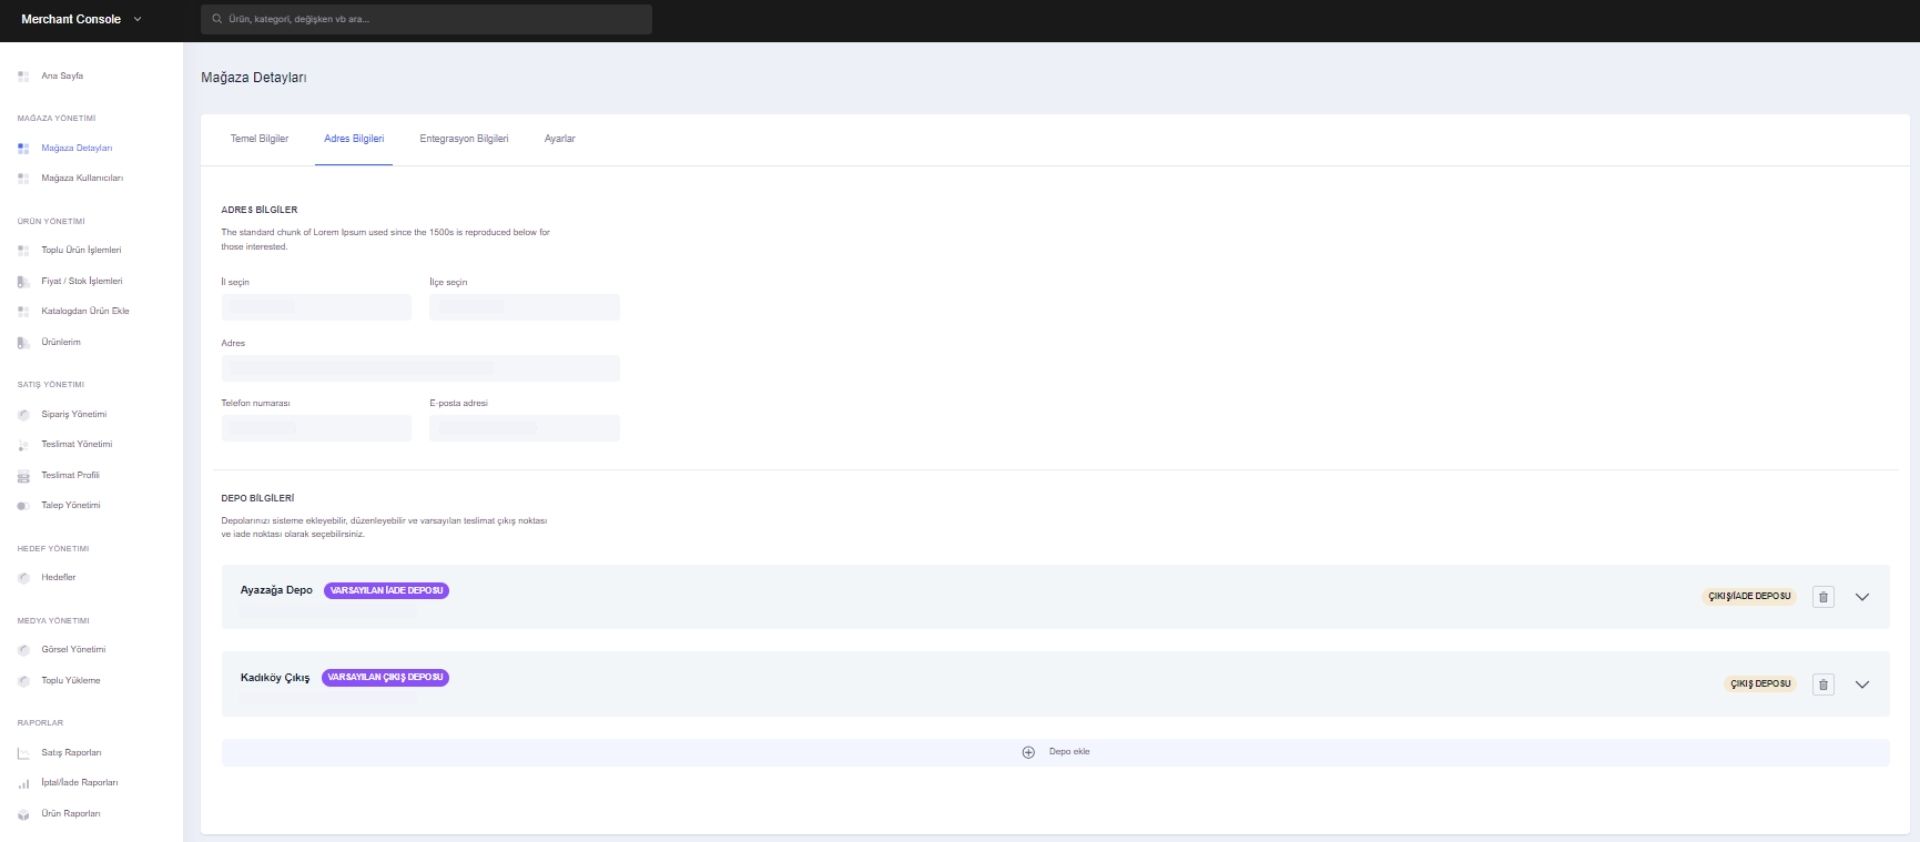 Merchant Console
Ürün, kategori, değişken vb ara...
Ana Sayfa
MAĞAZA YÖNETİMİ
Mağaza Detayları
Mağaza Kullanıcıları
ÜRÜN YÖNETİMİ
Toplu Ürün İşlemleri
Fiyat / Stok İşlemleri
Katalogdan Ürün Ekle
Ürünlerim
SATIŞ YÖNETİMİ
Sipariş Yönetimi
Teslimat Yönetimi
Teslimat Profili
Talep Yönetimi
HEDEF YÖNETİMİ
Hedefler
MEDYA YÖNETİMİ
Görsel Yönetimi
Toplu Yükleme
RAPORLAR
Satış Raporları
İptal/İade Raporları
Ürün Raporları
Mağaza Detayları
Temel Bilgiler Adres Bilgileri Entegrasyon Bilgileri Ayarlar
ADRES BİLGİLER
The standard chunk of Lorem Ipsum used since the 1500s is reproduced below for
those interested.
İl seçin İlçe seçin
Adres
Telefon numarası E-posta adresi
DEPO BİLGİLERİ
Depolarınızı sisteme ekleyebilir, düzenleyebilir ve varsayılan teslimat çıkış noktası
ve iade noktası olarak seçebilirsiniz.
Ayazağa Depo VARSAYILAN İADE DEPOSU ÇIKIŞ/İADE DEPOSU
Kadıköy Çıkış VARSAYILAN ÇIKIŞ DEPOSU ÇIKIŞ DEPOSU
Depo ekle